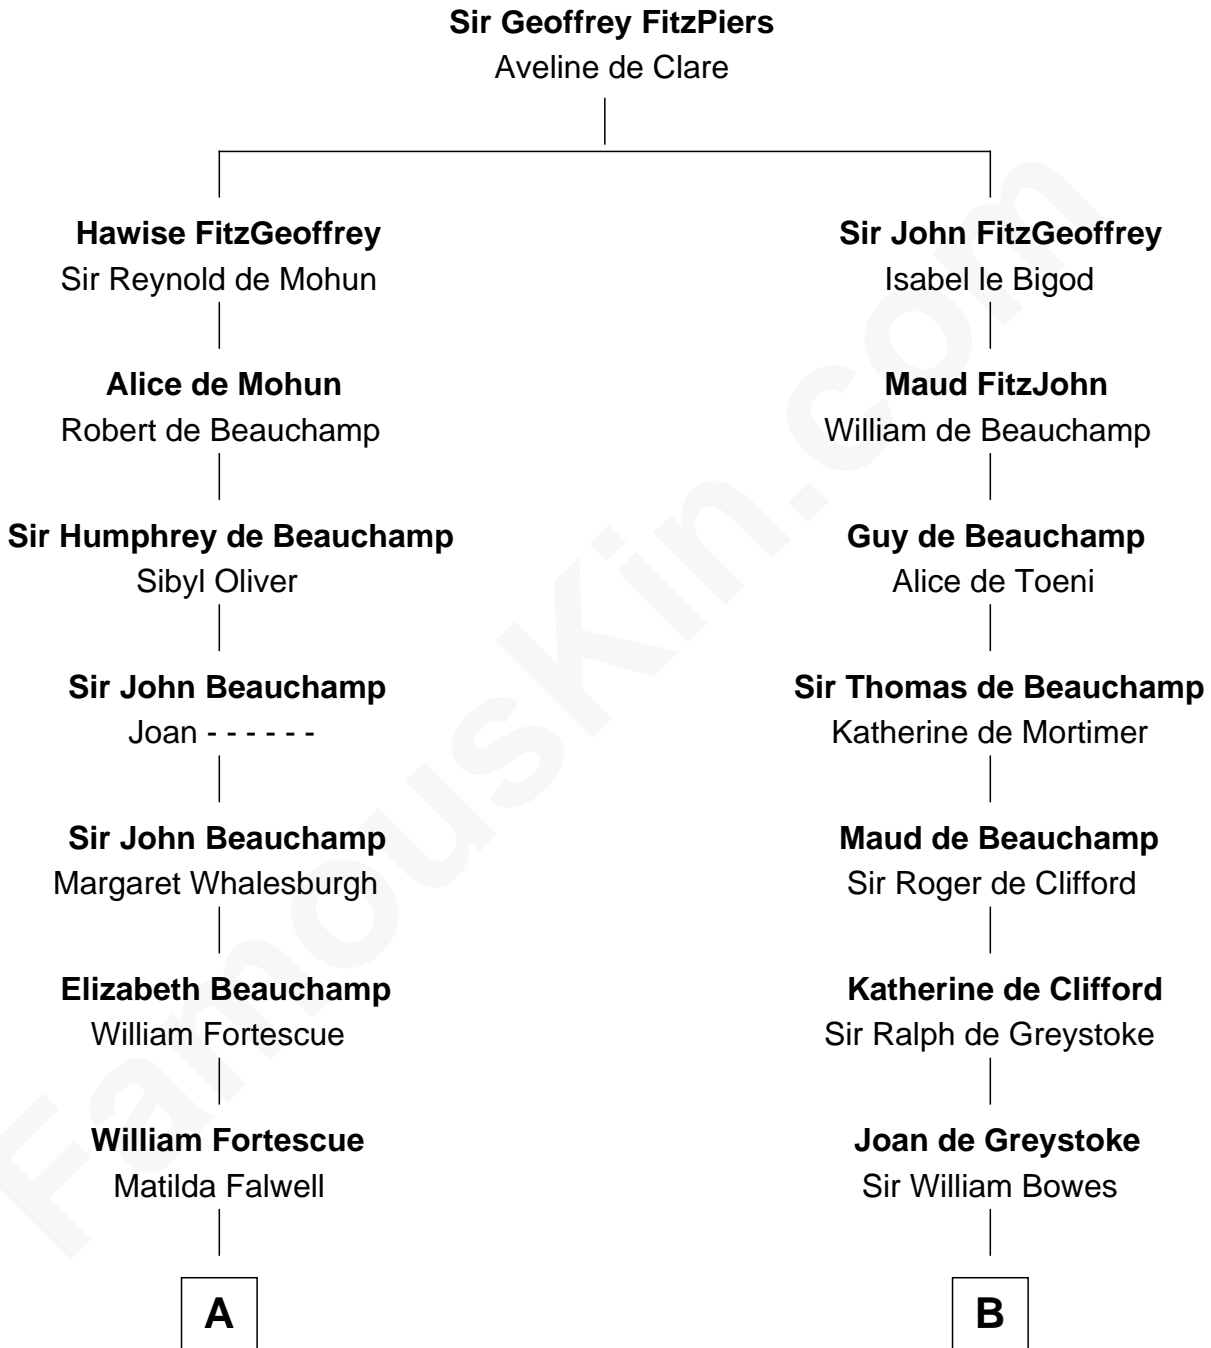 Sir Geoffrey FitzPiers
Aveline de Clare
Hawise FitzGeoffrey
Sir Reynold de Mohun
Alice de Mohun
Robert de Beauchamp
Sir Humphrey de Beauchamp
Sibyl Oliver
Sir John Beauchamp
Joan - - - - - -
Sir John Beauchamp
Margaret Whalesburgh
Elizabeth Beauchamp
William Fortescue
William Fortescue
Matilda Falwell
A
Sir John FitzGeoffrey
Isabel le Bigod
Maud FitzJohn
William de Beauchamp
Guy de Beauchamp
Alice de Toeni
Sir Thomas de Beauchamp
Katherine de Mortimer
Maud de Beauchamp
Sir Roger de Clifford
Katherine de Clifford
Sir Ralph de Greystoke
Joan de Greystoke
Sir William Bowes
B
FamousKin.com